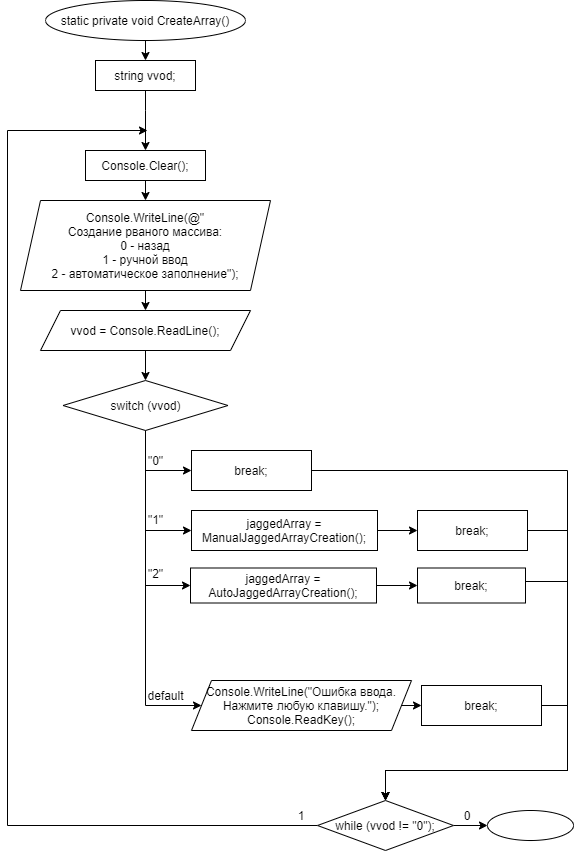 static private void CreateArray()
string vvod;
Console.Clear();
Console.WriteLine(@"
Создание рваного массива:
0 - назад
1 - ручной ввод
2 - автоматическое заполнение");
vvod = Console.ReadLine();
switch (vvod)
"0"
break;
"1"
jaggedArray =
ManualJaggedArrayCreation();
break;
"2"
jaggedArray =
AutoJaggedArrayCreation();
break;
default
Console.WriteLine("Ошибка ввода.
Нажмите любую клавишу.");
Console.ReadKey();
break;
1
while (vvod != "0");
0